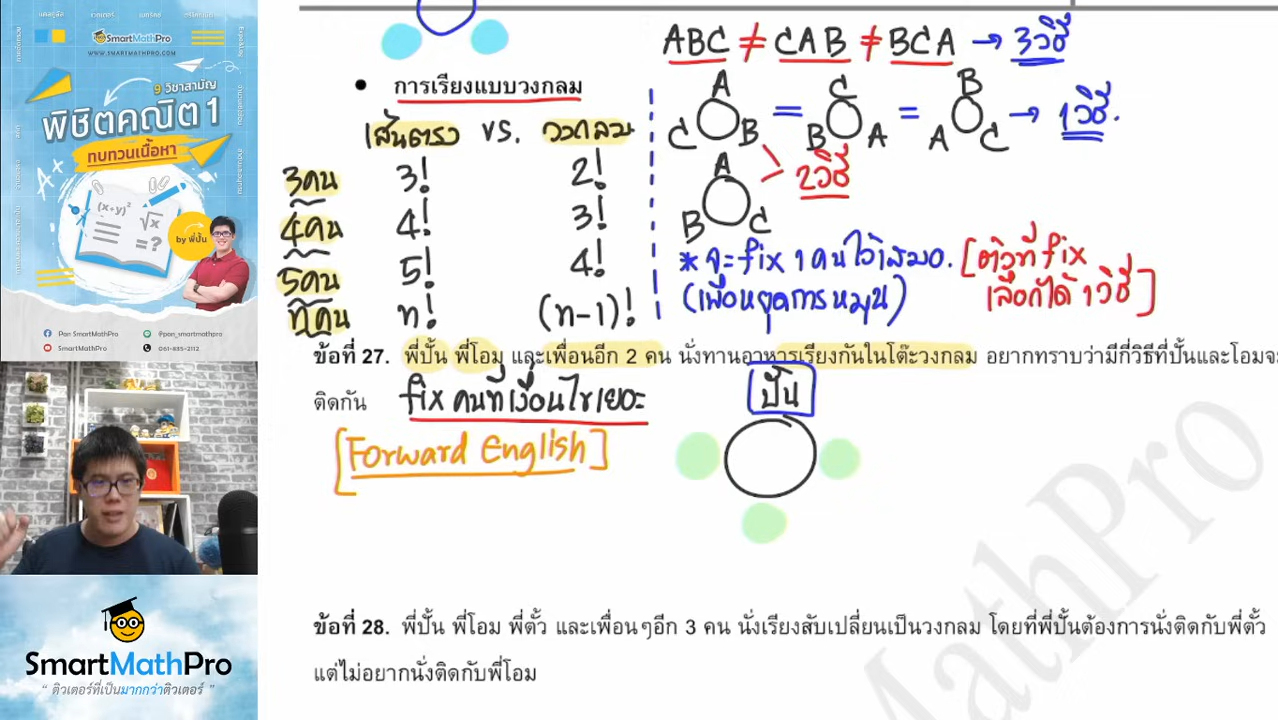 SmartMathPro
WWW.SMARTMATHPRO.COM
9 วิชาสามัญ
พิชิตคณิต 1
ทบทวนเนื้อหา
A+
(x+y)²
√x
=?
by พี่ปั้น
Pan SmartMathPro
@pan_smartmathpro
SmartMathPro
061-835-2112
SmartMathPro
“ ติวเตอร์ที่เป็นมากกว่าติวเตอร์ ”
ABC ≠ CAB ≠ BCA → 3วิธี
• การเรียงแบบวงกลม
เส้นตรง vs. วงกลม
3คน 3! 2!
4คน 4! 3!
5คน 5! 4!
nคน n! (n-1)!
A C B = C B A = B A C → 1วิธี.
A B C
2วิธี
* จะ fix 1 คนไว้เสมอ. [ตัวที่ fix
(เพื่อหยุดการหมุน) เลือกได้ 1 วิธี]
ข้อที่ 27. พี่ปั้น พี่โอม และเพื่อนอีก 2 คน นั่งทานอาหารเรียงกันในโต๊ะวงกลม อยากทราบว่ามีกี่วิธีที่ปั้นและโอมจะ
ติดกัน fix คนที่เงื่อนไขเยอะ
ปั้น
[Forward English]
ข้อที่ 28. พี่ปั้น พี่โอม พี่ตั้ว และเพื่อนๆอีก 3 คน นั่งเรียงสับเปลี่ยนเป็นวงกลม โดยที่พี่ปั้นต้องการนั่งติดกับพี่ตั้ว
แต่ไม่อยากนั่งติดกับพี่โอม
MathPro